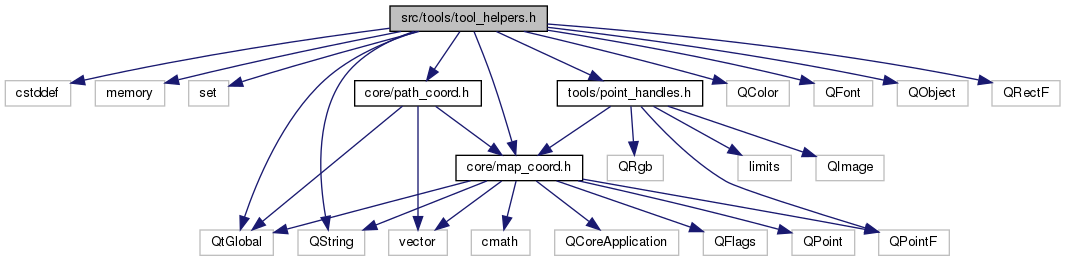 src/tools/tool_helpers.h
cstddef
memory
set
core/path_coord.h
tools/point_handles.h
QColor
QFont
QObject
QRectF
core/map_coord.h
QRgb
limits
QImage
QtGlobal
QString
vector
cmath
QCoreApplication
QFlags
QPoint
QPointF